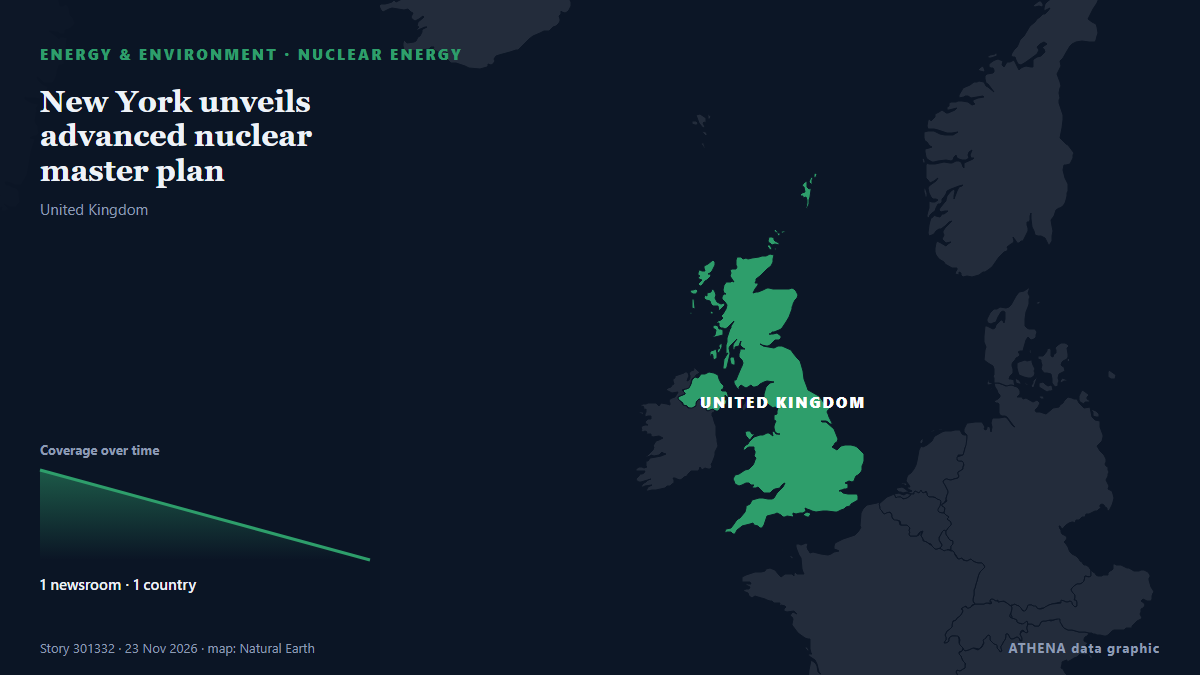 ENERGY & ENVIRONMENT · NUCLEAR ENERGY
New York unveils
advanced nuclear
master plan
United Kingdom
UNITED KINGDOM
Coverage over time
1 newsroom · 1 country
Story 301332 · 23 Nov 2026 · map: Natural Earth
ATHENA data graphic